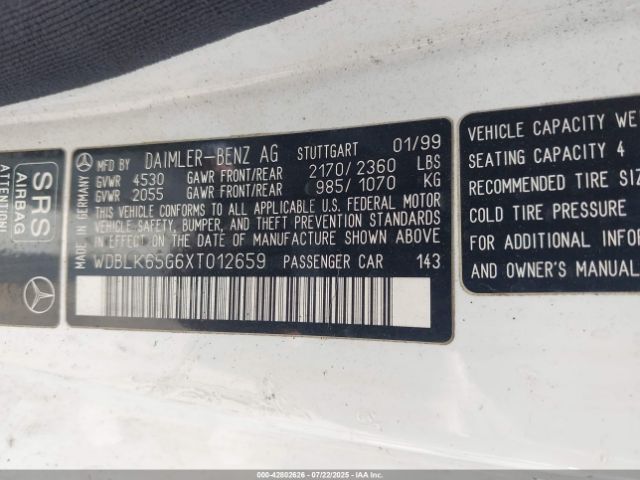 ATTENTION!
SRS
AIRBAG
MADE IN GERMANY
MFD BY DAIMLER-BENZ AG STUTTGART 01/99
GVWR 4530 GAWR FRONT/REAR 2170/2360 LBS
GVWR 2055 GAWR FRONT/REAR 985/1070 KG
THIS VEHICLE CONFORMS TO ALL APPLICABLE U.S. FEDERAL MOTOR
VEHICLE SAFETY, BUMPER, AND THEFT PREVENTION STANDARDS
IN EFFECT ON THE DATE OF MANUFACTURE SHOWN ABOVE
WDBLK65G6XT012659 PASSENGER CAR 143
VEHICLE CAPACITY WE
SEATING CAPACITY 4
RECOMMENDED TIRE SIZ
COLD TIRE PRESSUR
FOR ADDITIONAL INFOR
AND OWNER'S MANUAL
000-42802626 - 07/22/2025 - IAAI.COM